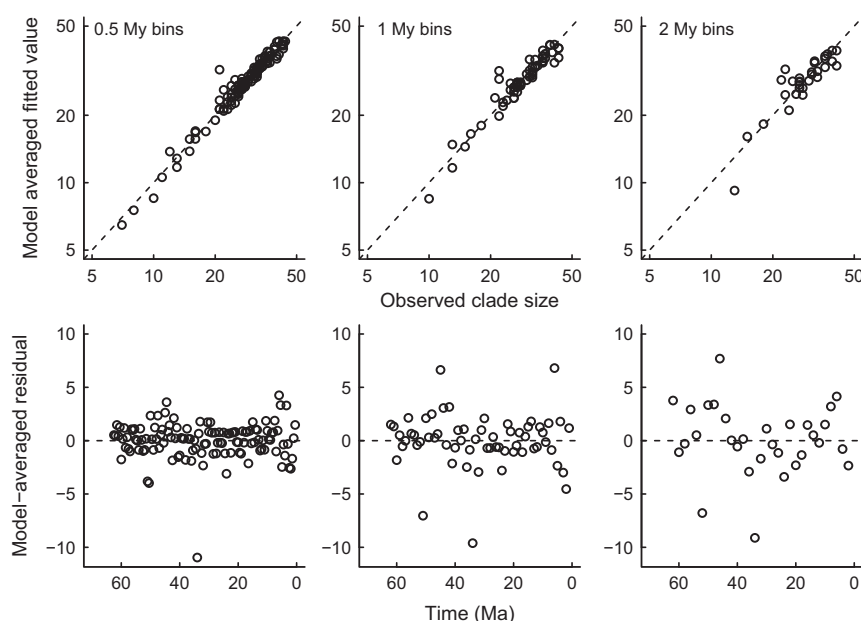 Model averaged fitted value
50
20
10
5
0.5 My bins
5 10 20 50
50
20
10
5
1 My bins
5 10 20 50
50
20
10
5
2 My bins
5 10 20 50
Observed clade size
Model−averaged residual
10
5
0
−5
−10
60 40 20 0
10
5
0
−5
−10
60 40 20 0
10
5
0
−5
−10
60 40 20 0
Time (Ma)